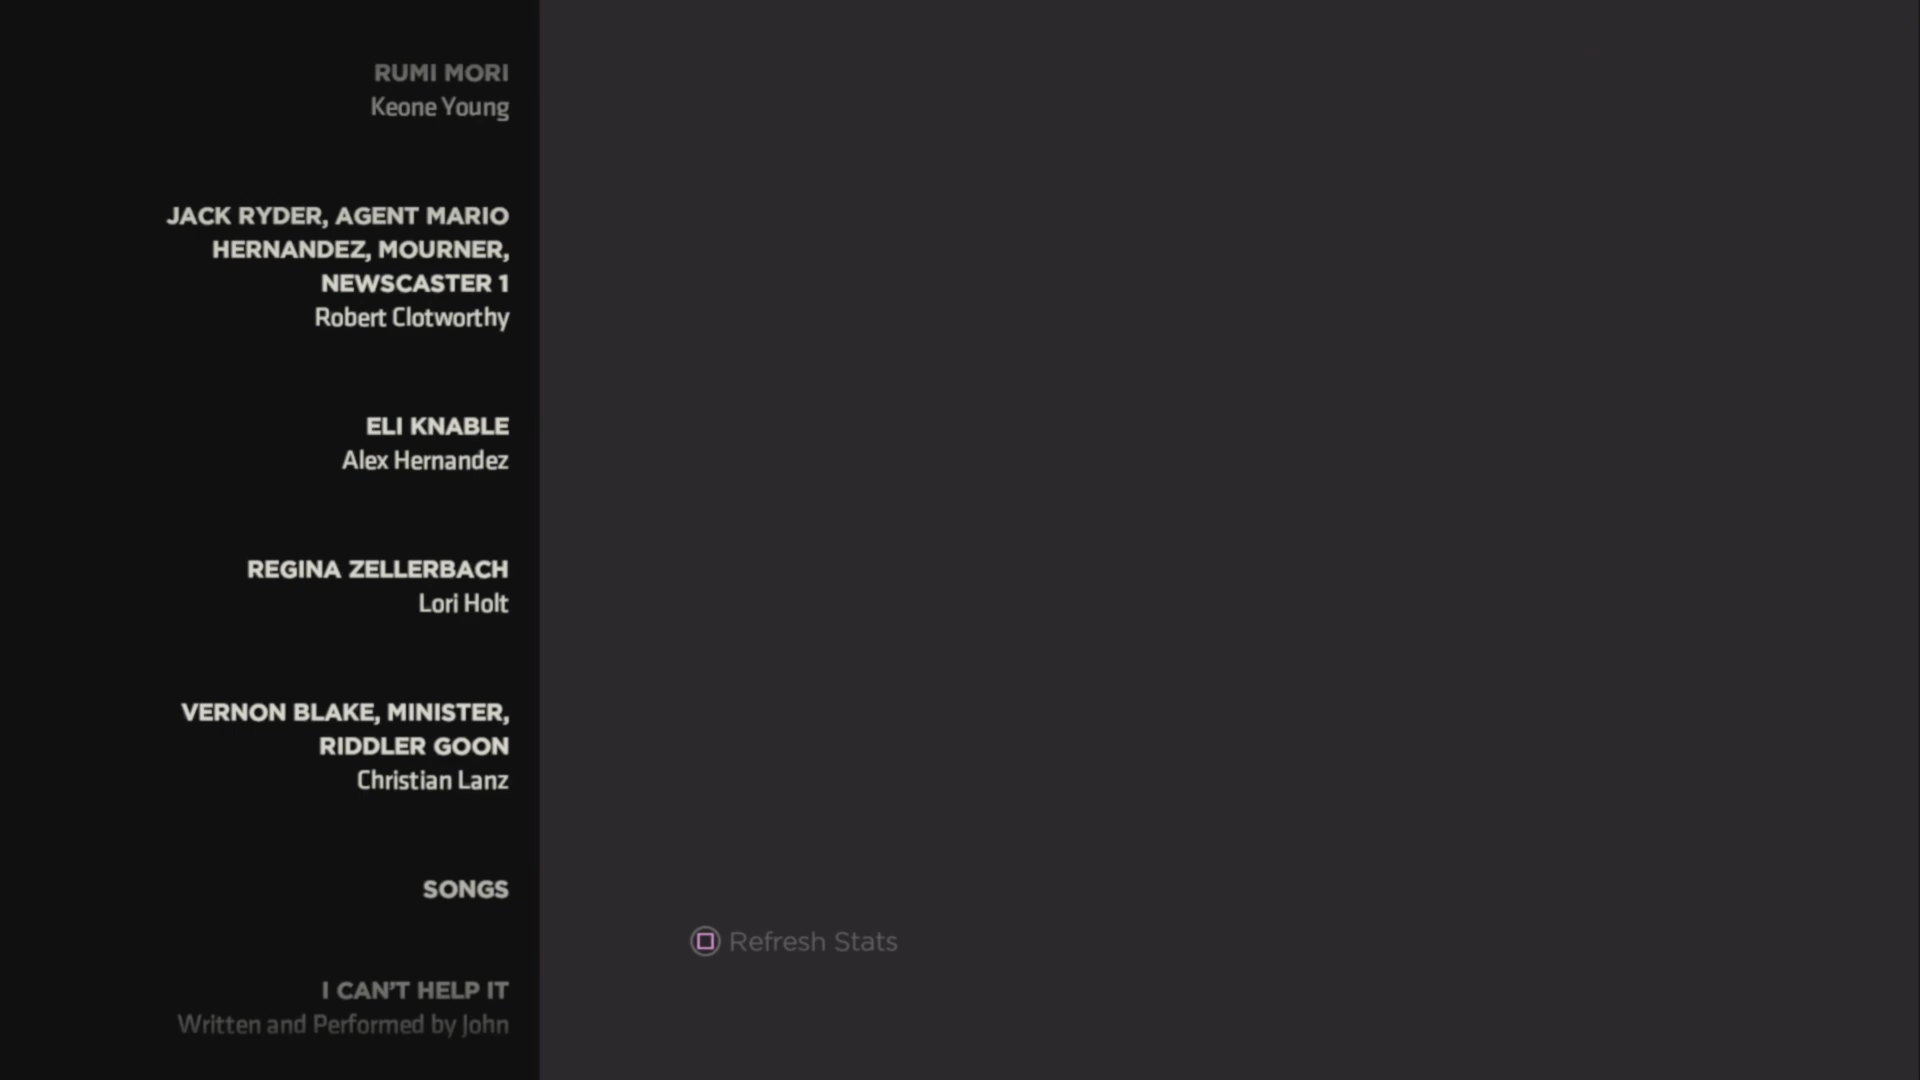 RUMI MORI
Keone Young
JACK RYDER, AGENT MARIO
HERNANDEZ, MOURNER,
NEWSCASTER 1
Robert Clotworthy
ELI KNABLE
Alex Hernandez
REGINA ZELLERBACH
Lori Holt
VERNON BLAKE, MINISTER,
RIDDLER GOON
Christian Lanz
SONGS
Refresh Stats
I CAN'T HELP IT
Written and Performed by John